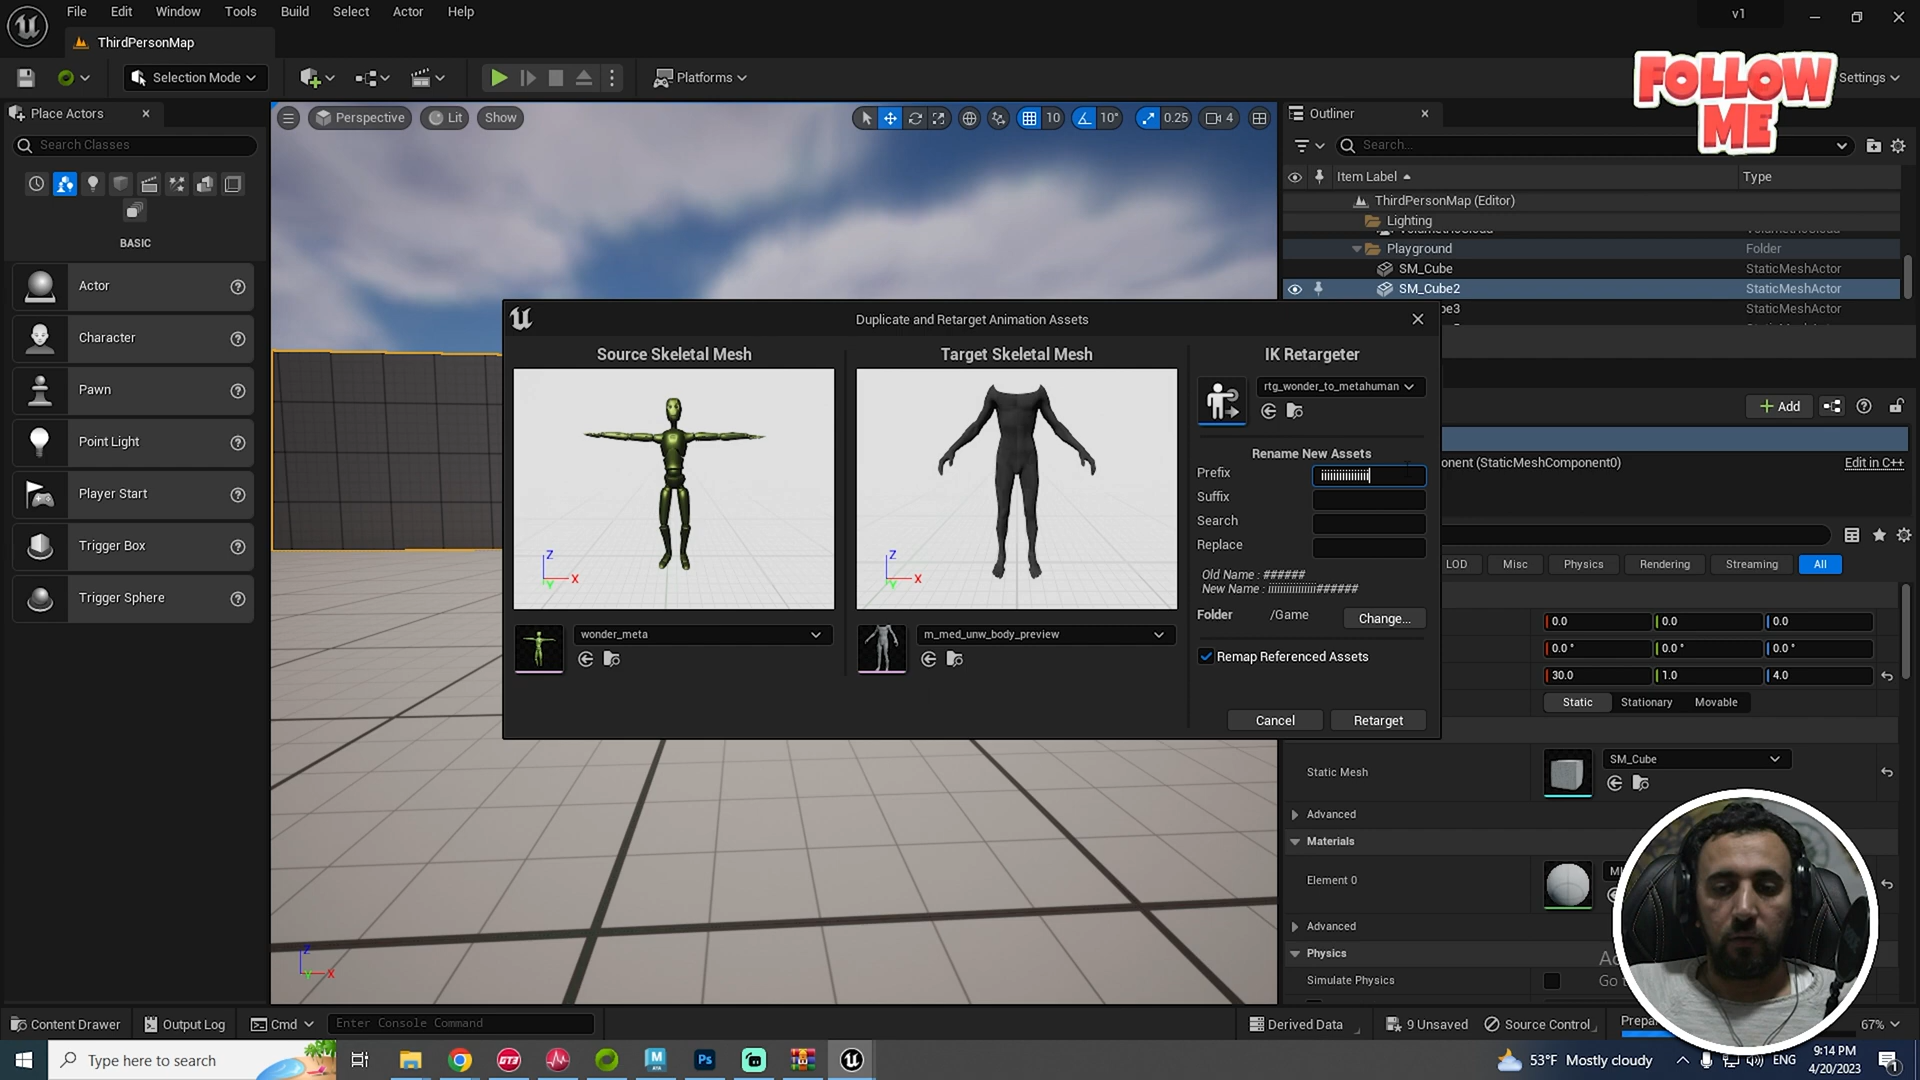 File Edit Window Tools Build Select Actor Help
v1
ThirdPersonMap
Selection Mode
Platforms
Settings
FOLLOW
ME
Place Actors
Search Classes
BASIC
Actor
Character
Pawn
Point Light
Player Start
Trigger Box
Trigger Sphere
Perspective Lit Show
10 10° 0.25 4
Outliner
Search...
Item Label Type
ThirdPersonMap (Editor)
Lighting
Playground Folder
SM_Cube StaticMeshActor
SM_Cube2 StaticMeshActor
StaticMeshActor
Duplicate and Retarget Animation Assets
Source Skeletal Mesh
Target Skeletal Mesh
IK Retargeter
rtg_wonder_to_metahuman
Rename New Assets
Prefix
Suffix
Search
Replace
Old Name : ######
Folder /Game Change...
Remap Referenced Assets
Cancel Retarget
wonder_meta
m_med_unw_body_preview
Z
X
Y
Z
X
Y
Add
onent (StaticMeshComponent0) Edit in C++
LOD Misc Physics Rendering Streaming All
0.0 0.0 0.0
0.0 ° 0.0 ° 0.0 °
30.0 1.0 4.0
Static Stationary Movable
Static Mesh SM_Cube
Advanced
Materials
Element 0
Advanced
Physics
Simulate Physics
Z
X
Content Drawer Output Log Cmd Enter Console Command
Derived Data 9 Unsaved Source Control 67%
Type here to search
53°F Mostly cloudy ENG 9:14 PM
4/20/2023